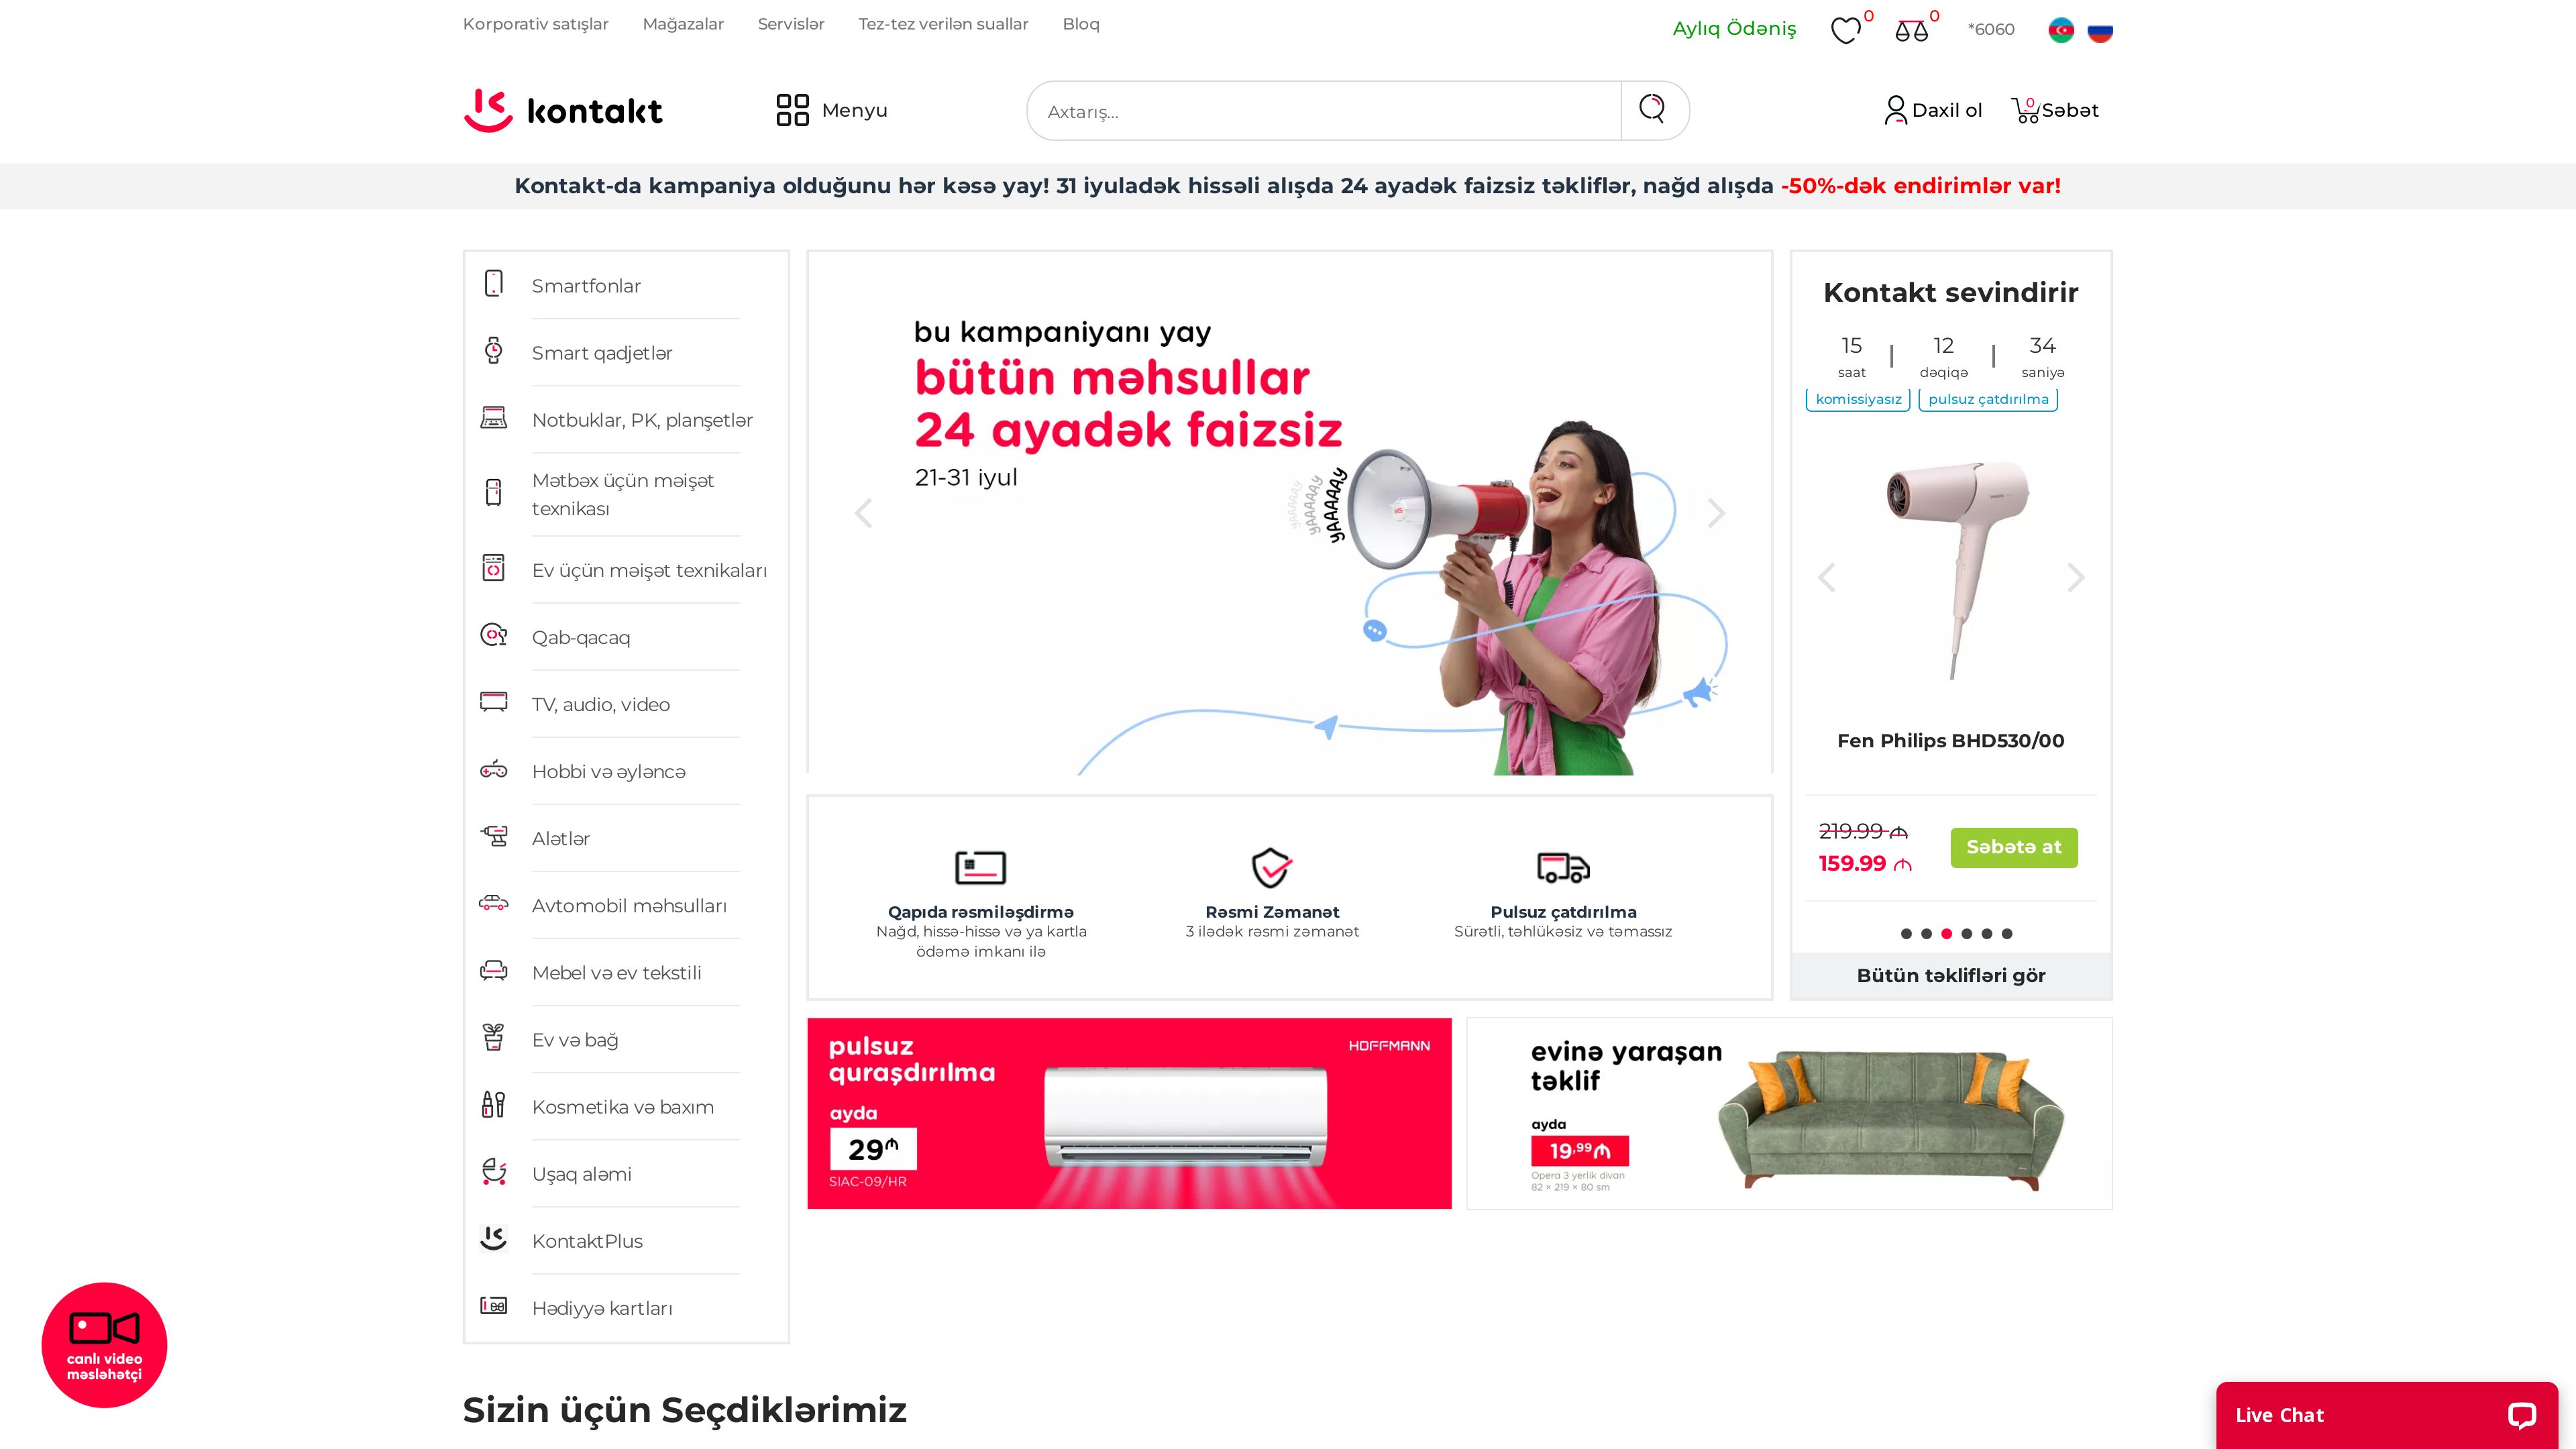 Korporativ satışlar
Mağazalar
Servislər
Tez-tez verilən suallar
Bloq
Aylıq Ödəniş
0
0
*6060
kontakt
Menyu
Axtarış...
Daxil ol
0
Səbət
Kontakt-da kampaniya olduğunu hər kəsə yay! 31 iyuladək hissəli alışda 24 ayadək faizsiz təkliflər, nağd alışda -50%-dək endirimlər var!
Smartfonlar
Smart qadjetlər
Notbuklar, PK, planşetlər
Mətbəx üçün məişət
texnikası
Ev üçün məişət texnikaları
Qab-qacaq
TV, audio, video
Hobbi və əyləncə
Alətlər
Avtomobil məhsulları
Mebel və ev tekstili
Ev və bağ
Kosmetika və baxım
Uşaq aləmi
KontaktPlus
Hədiyyə kartları
bu kampaniyanı yay
bütün məhsullar
24 ayadək faizsiz
21-31 iyul
yAAAAAy
yAAAAAy
yAAAAAy
Qapıda rəsmiləşdirmə
Nağd, hissə-hissə və ya kartla
ödəmə imkanı ilə
Rəsmi Zəmanət
3 ilədək rəsmi zəmanət
Pulsuz çatdırılma
Sürətli, təhlükəsiz və təmassız
Kontakt sevindirir
15 | 12 | 34
saat dəqiqə saniyə
komissiyasız
pulsuz çatdırılma
Fen Philips BHD530/00
219.99 ₼
159.99 ₼
Səbətə at
Bütün təklifləri gör
pulsuz
quraşdırılma
ayda
29₼
SIAC-09/HR
HOFFMANN
evinə yaraşan
təklif
ayda
19,99₼
Opera 3 yerlik divan
82 × 219 × 80 sm
canlı video
məsləhətçi
Sizin üçün Seçdiklərimiz
Live Chat